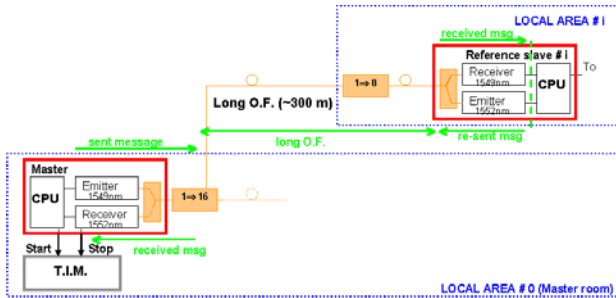 LOCAL AREA # i
received msg
Reference slave # i
Receiver
1549nm
Emitter
1552nm
CPU
To
1⇒8
Long O.F. (~300 m)
re-sent msg
long O.F.
sent message
Master
CPU
Emitter
1549nm
Receiver
1552nm
1⇒16
received msg
Start
Stop
T.I.M.
LOCAL AREA # 0 (Master room)